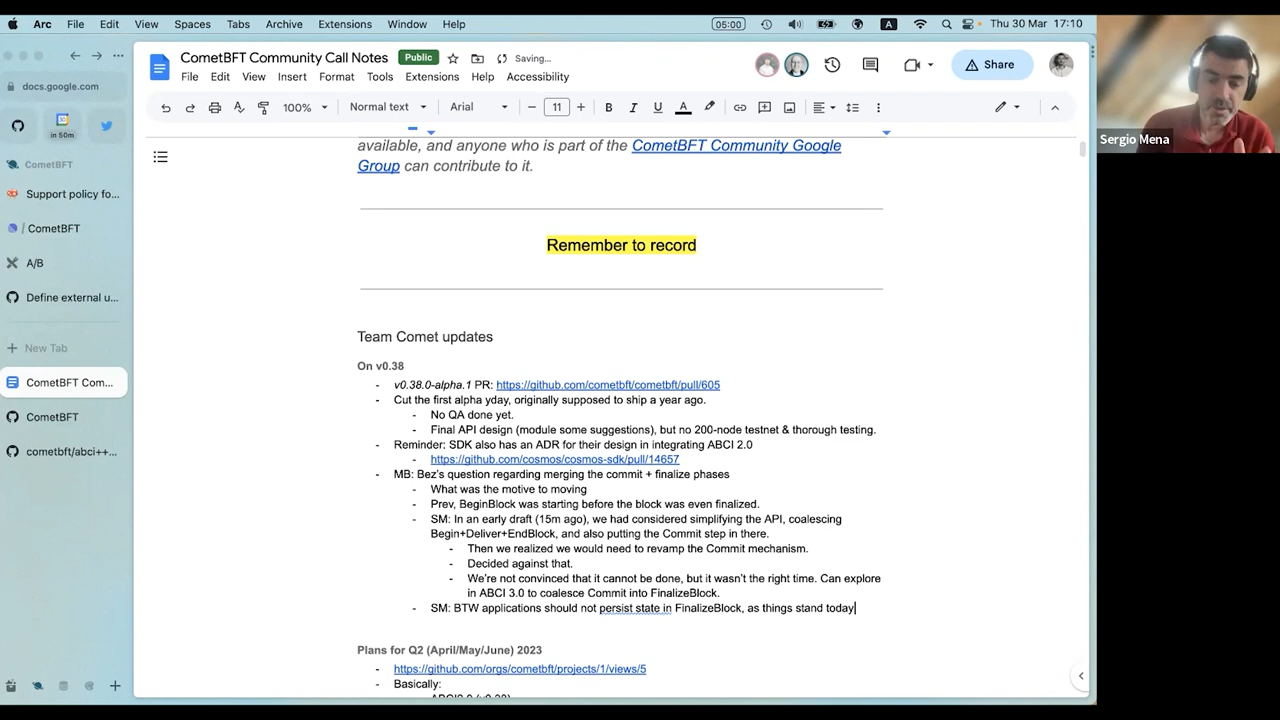 Arc File Edit View Spaces Tabs Archive Extensions Window Help
05:00 A Thu 30 Mar 17:10
docs.google.com
in 50m
CometBFT
Support policy fo...
/ CometBFT
A/B
Define external u...
New Tab
CometBFT Com...
CometBFT
cometbft/abci++...
CometBFT Community Call Notes Public Saving...
File Edit View Insert Format Tools Extensions Help Accessibility
Share
100% Normal text Arial 11 B I U A
available, and anyone who is part of the CometBFT Community Google
Group can contribute to it.
Remember to record
Team Comet updates
On v0.38
- v0.38.0-alpha.1 PR: https://github.com/cometbft/cometbft/pull/605
- Cut the first alpha yday, originally supposed to ship a year ago.
- No QA done yet.
- Final API design (module some suggestions), but no 200-node testnet & thorough testing.
- Reminder: SDK also has an ADR for their design in integrating ABCI 2.0
- https://github.com/cosmos/cosmos-sdk/pull/14657
- MB: Bez's question regarding merging the commit + finalize phases
- What was the motive to moving
- Prev, BeginBlock was starting before the block was even finalized.
- SM: In an early draft (15m ago), we had considered simplifying the API, coalescing
Begin+Deliver+EndBlock, and also putting the Commit step in there.
- Then we realized we would need to revamp the Commit mechanism.
- Decided against that.
- We're not convinced that it cannot be done, but it wasn't the right time. Can explore
in ABCI 3.0 to coalesce Commit into FinalizeBlock.
- SM: BTW applications should not persist state in FinalizeBlock, as things stand today
Plans for Q2 (April/May/June) 2023
- https://github.com/orgs/cometbft/projects/1/views/5
- Basically:
ABCI2.0 (v0.38)
Sergio Mena